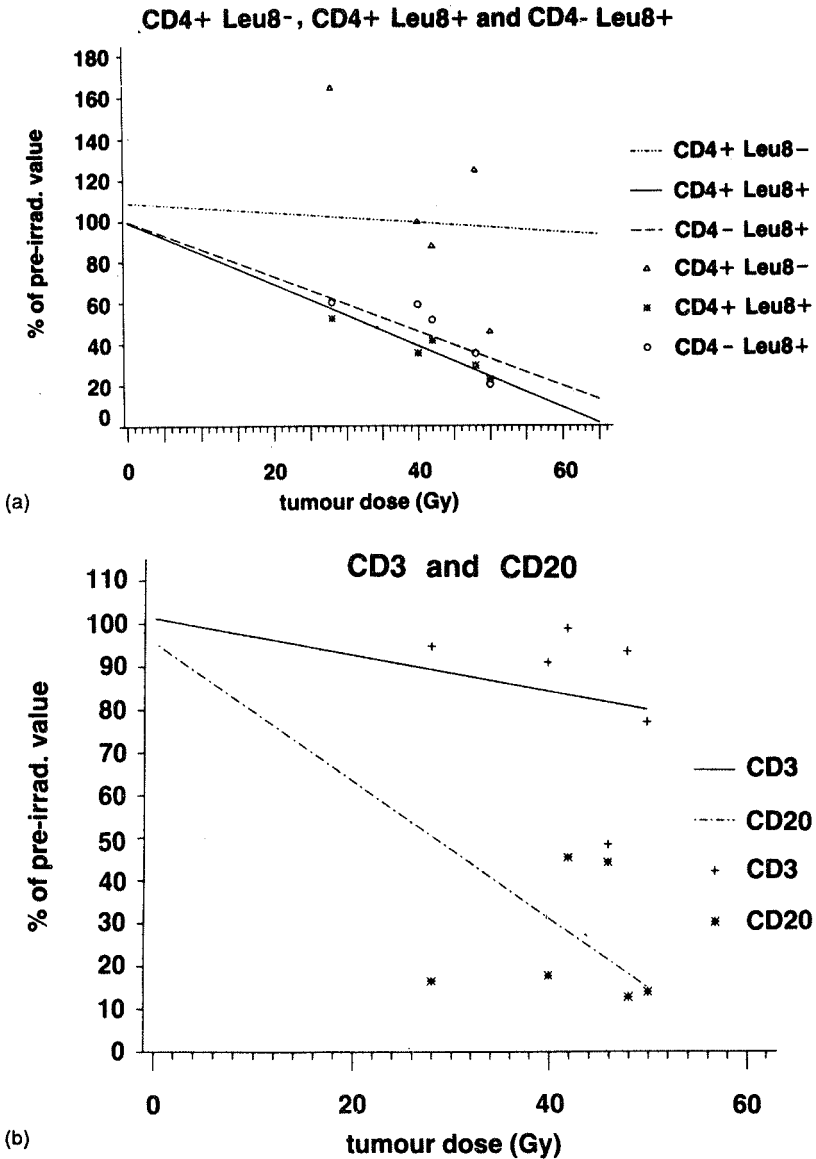 CD4+ Leu8-, CD4+ Leu8+ and CD4- Leu8+
% of pre-irrad. value
180
160
140
120
100
80
60
40
20
0
0 20 40 60
tumour dose (Gy)
CD4+ Leu8-
CD4+ Leu8+
CD4- Leu8+
CD4+ Leu8-
CD4+ Leu8+
CD4- Leu8+
(a)
CD3 and CD20
% of pre-irrad. value
110
100
90
80
70
60
50
40
30
20
10
0
0 20 40 60
tumour dose (Gy)
CD3
CD20
CD3
CD20
(b)